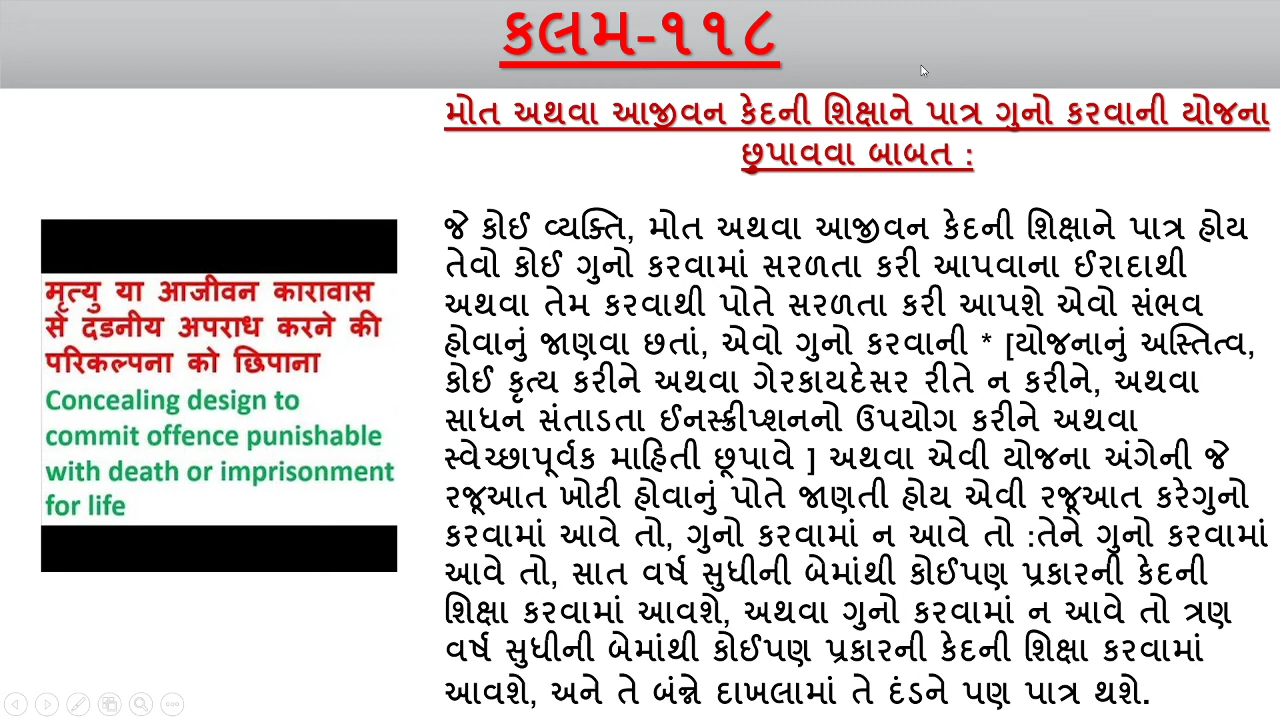 કલમ-૧૧૮
મોત અથવા આજીવન કેદની શિક્ષાને પાત્ર ગુનો કરવાની યોજના
છુપાવવા બાબત :
मृत्यु या आजीवन कारावास
से दडनीय अपराध करने की
परिकल्पना को छिपाना
Concealing design to
commit offence punishable
with death or imprisonment
for life
જે કોઈ વ્યક્તિ, મોત અથવા આજીવન કેદની શિક્ષાને પાત્ર હોય
તેવો કોઈ ગુનો કરવામાં સરળતા કરી આપવાના ઈરાદાથી
અથવા તેમ કરવાથી પોતે સરળતા કરી આપશે એવો સંભવ
હોવાનું જાણવા છતાં, એવો ગુનો કરવાની * [યોજનાનું અસ્તિત્વ,
કોઈ કૃત્ય કરીને અથવા ગેરકાયદેસર રીતે ન કરીને, અથવા
સાધન સંતાડતા ઈનસ્ક્રીપ્શનનો ઉપયોગ કરીને અથવા
સ્વેચ્છાપૂર્વક માહિતી છૂપાવે ] અથવા એવી યોજના અંગેની જે
રજૂઆત ખોટી હોવાનું પોતે જાણતી હોય એવી રજૂઆત કરેગુનો
કરવામાં આવે તો, ગુનો કરવામાં ન આવે તો :તેને ગુનો કરવામાં
આવે તો, સાત વર્ષ સુધીની બેમાંથી કોઈપણ પ્રકારની કેદની
શિક્ષા કરવામાં આવશે, અથવા ગુનો કરવામાં ન આવે તો ત્રણ
વર્ષ સુધીની બેમાંથી કોઈપણ પ્રકારની કેદની શિક્ષા કરવામાં
આવશે, અને તે બંન્ને દાખલામાં તે દંડને પણ પાત્ર થશે.